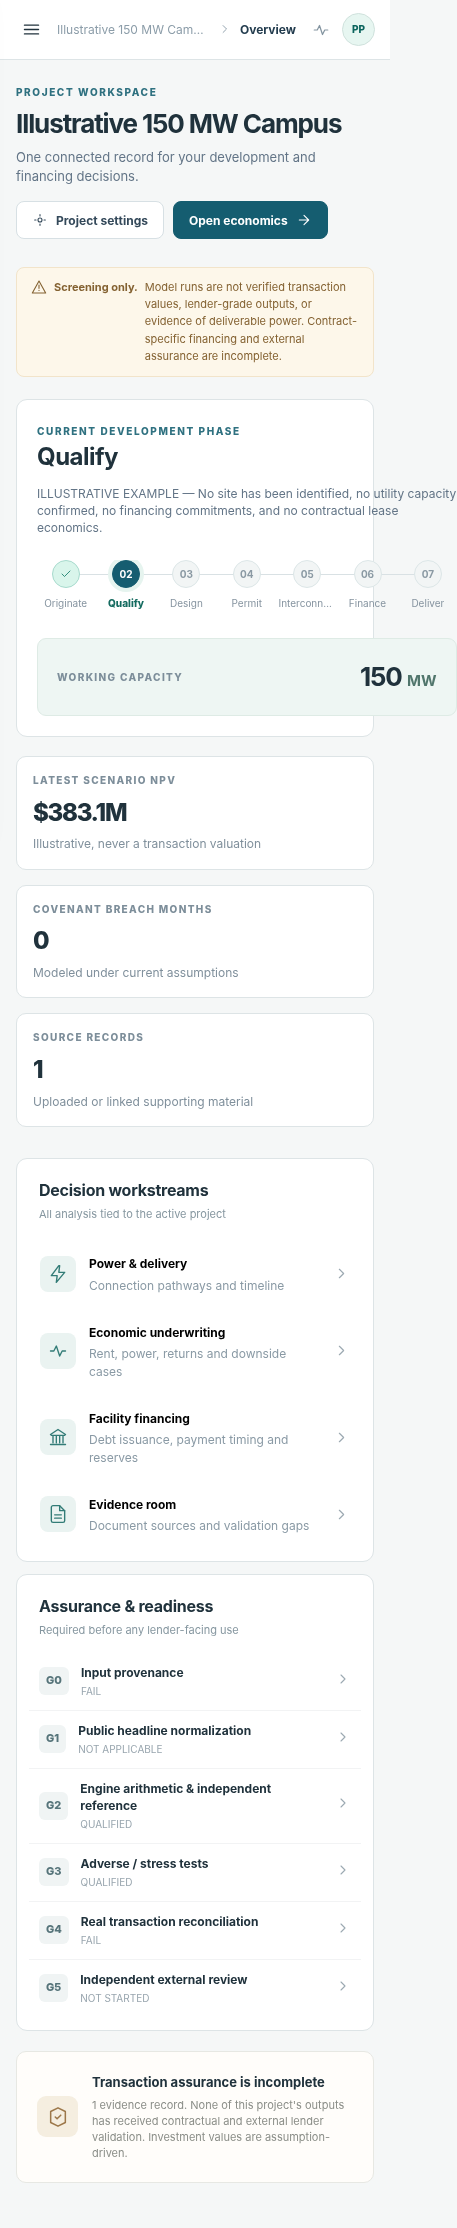 Illustrative 150 MW Cam... Overview PP
PROJECT WORKSPACE
Illustrative 150 MW Campus
One connected record for your development and
financing decisions.
Project settings Open economics
Screening only. Model runs are not verified transaction
values, lender-grade outputs, or
evidence of deliverable power. Contract-
specific financing and external
assurance are incomplete.
CURRENT DEVELOPMENT PHASE
Qualify
ILLUSTRATIVE EXAMPLE — No site has been identified, no utility capacity
confirmed, no financing commitments, and no contractual lease
economics.
02 03 04 05 06 07
Originate Qualify Design Permit Interconn... Finance Deliver
WORKING CAPACITY 150 MW
LATEST SCENARIO NPV
$383.1M
Illustrative, never a transaction valuation
COVENANT BREACH MONTHS
0
Modeled under current assumptions
SOURCE RECORDS
1
Uploaded or linked supporting material
Decision workstreams
All analysis tied to the active project
Power & delivery
Connection pathways and timeline
Economic underwriting
Rent, power, returns and downside
cases
Facility financing
Debt issuance, payment timing and
reserves
Evidence room
Document sources and validation gaps
Assurance & readiness
Required before any lender-facing use
G0 Input provenance
FAIL
G1 Public headline normalization
NOT APPLICABLE
G2 Engine arithmetic & independent
reference
QUALIFIED
G3 Adverse / stress tests
QUALIFIED
G4 Real transaction reconciliation
FAIL
G5 Independent external review
NOT STARTED
Transaction assurance is incomplete
1 evidence record. None of this project's outputs
has received contractual and external lender
validation. Investment values are assumption-
driven.